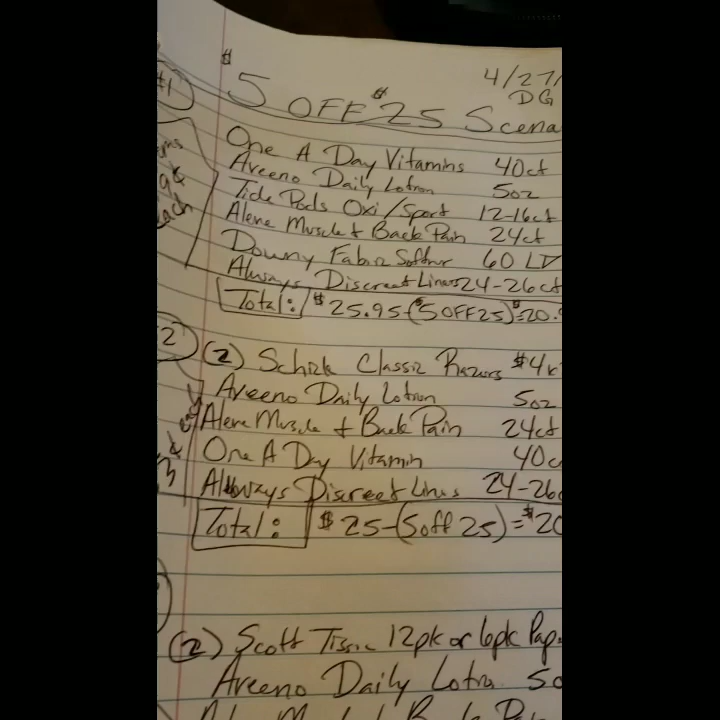 4/27/
DG
$5 OFF $25 Scena
#1
One A Day Vitamins 40ct
Aveeno Daily Lotion 5oz
Tide Pods Oxi/Sport 12-16ct
Aleve Muscle + Back Pain 24ct
Downy Fabric Softner 60 LD
Always Discreet Liners 24-26ct
Total: $25.95-($5 OFF 25)=$20.
2
(2) Schick Classic Razors $4
Aveeno Daily Lotion 5oz
Aleve Muscle + Back Pain 24ct
One A Day Vitamin 40c
Always Discreet Lines 24-26
Total: $25-(5 off 25)=$20
(2) Scott Tissue 12pk or 6pk Pap
Aveeno Daily Lotion 5o